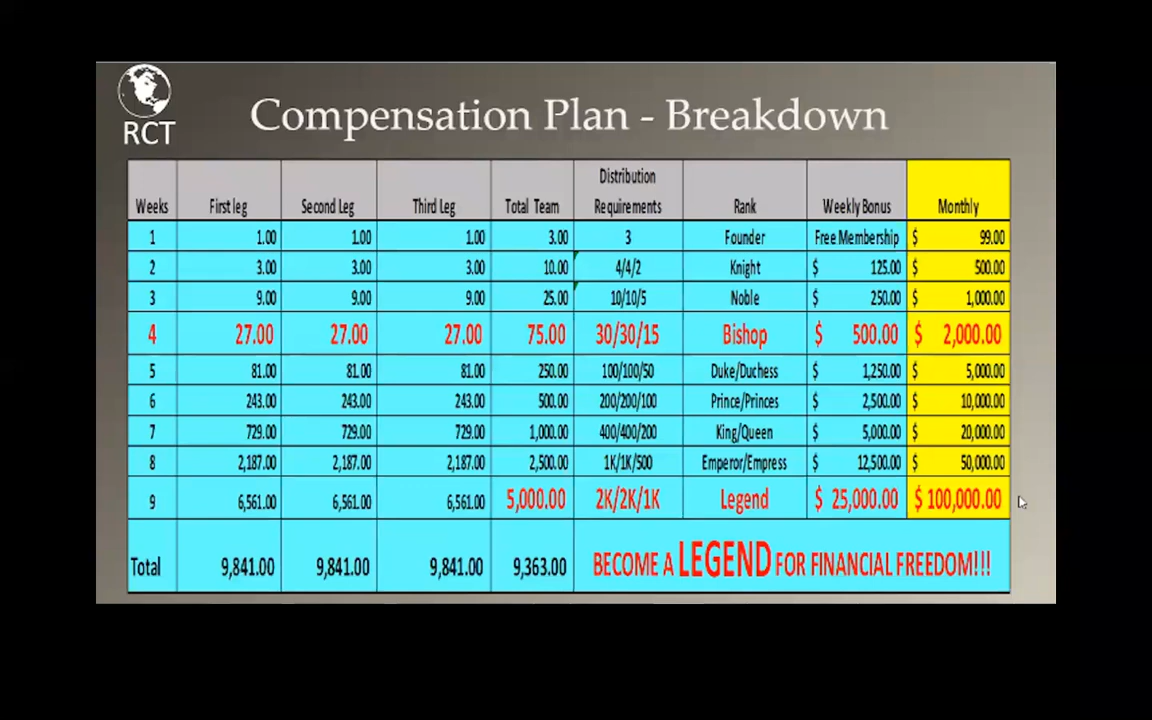 RCT
Compensation Plan - Breakdown
Weeks First leg Second Leg Third Leg Total Team Distribution Requirements Rank Weekly Bonus Monthly
1 1.00 1.00 1.00 3.00 3 Founder Free Membership $ 99.00
2 3.00 3.00 3.00 10.00 4/4/2 Knight $ 125.00 $ 500.00
3 9.00 9.00 9.00 25.00 10/10/5 Noble $ 250.00 $ 1,000.00
4 27.00 27.00 27.00 75.00 30/30/15 Bishop $ 500.00 $ 2,000.00
5 81.00 81.00 81.00 250.00 100/100/50 Duke/Duchess $ 1,250.00 $ 5,000.00
6 243.00 243.00 243.00 500.00 200/200/100 Prince/Princes $ 2,500.00 $ 10,000.00
7 729.00 729.00 729.00 1,000.00 400/400/200 King/Queen $ 5,000.00 $ 20,000.00
8 2,187.00 2,187.00 2,187.00 2,500.00 1K/1K/500 Emperor/Empress $ 12,500.00 $ 50,000.00
9 6,561.00 6,561.00 6,561.00 5,000.00 2K/2K/1K Legend $ 25,000.00 $ 100,000.00
Total 9,841.00 9,841.00 9,841.00 9,363.00 BECOME A LEGEND FOR FINANCIAL FREEDOM!!!